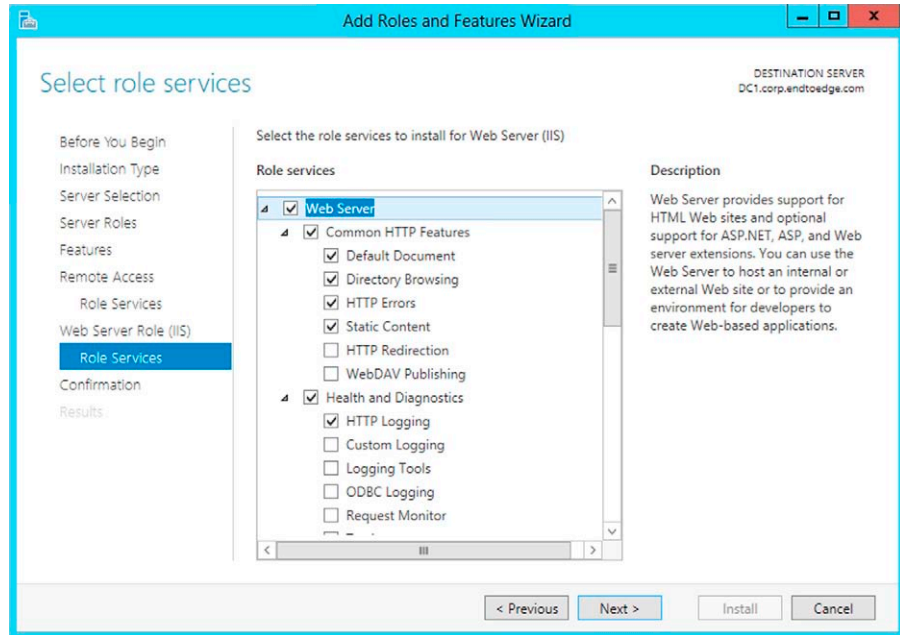 Add Roles and Features Wizard
Select role services
DESTINATION SERVER
DC1.corp.endtoedge.com
Before You Begin
Installation Type
Server Selection
Server Roles
Features
Remote Access
Role Services
Web Server Role (IIS)
Role Services
Confirmation
Results
Select the role services to install for Web Server (IIS)
Role services
Web Server
Common HTTP Features
Default Document
Directory Browsing
HTTP Errors
Static Content
HTTP Redirection
WebDAV Publishing
Health and Diagnostics
HTTP Logging
Custom Logging
Logging Tools
ODBC Logging
Request Monitor
Description
Web Server provides support for
HTML Web sites and optional
support for ASP.NET, ASP, and Web
server extensions. You can use the
Web Server to host an internal or
external Web site or to provide an
environment for developers to
create Web-based applications.
< Previous
Next >
Install
Cancel